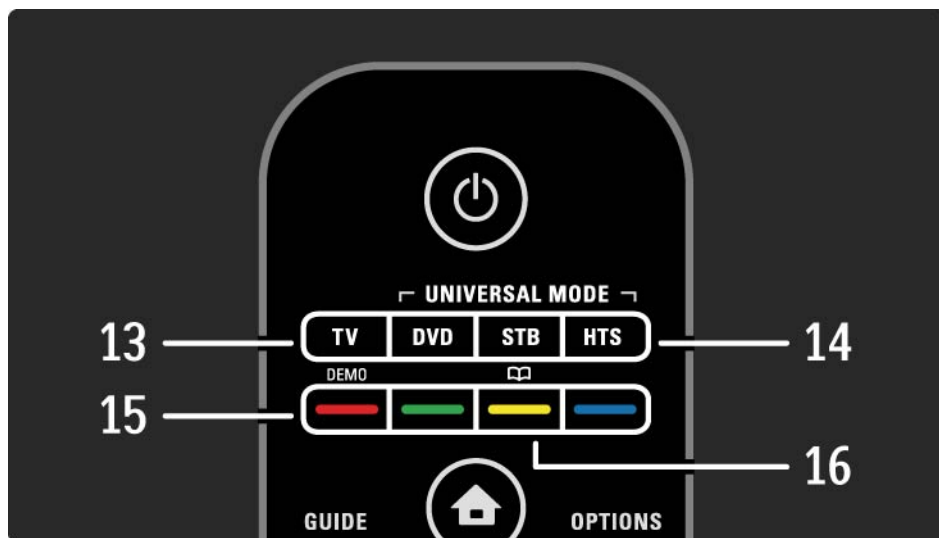 UNIVERSAL MODE
13 TV DVD STB HTS 14
DEMO
15
16
GUIDE OPTIONS